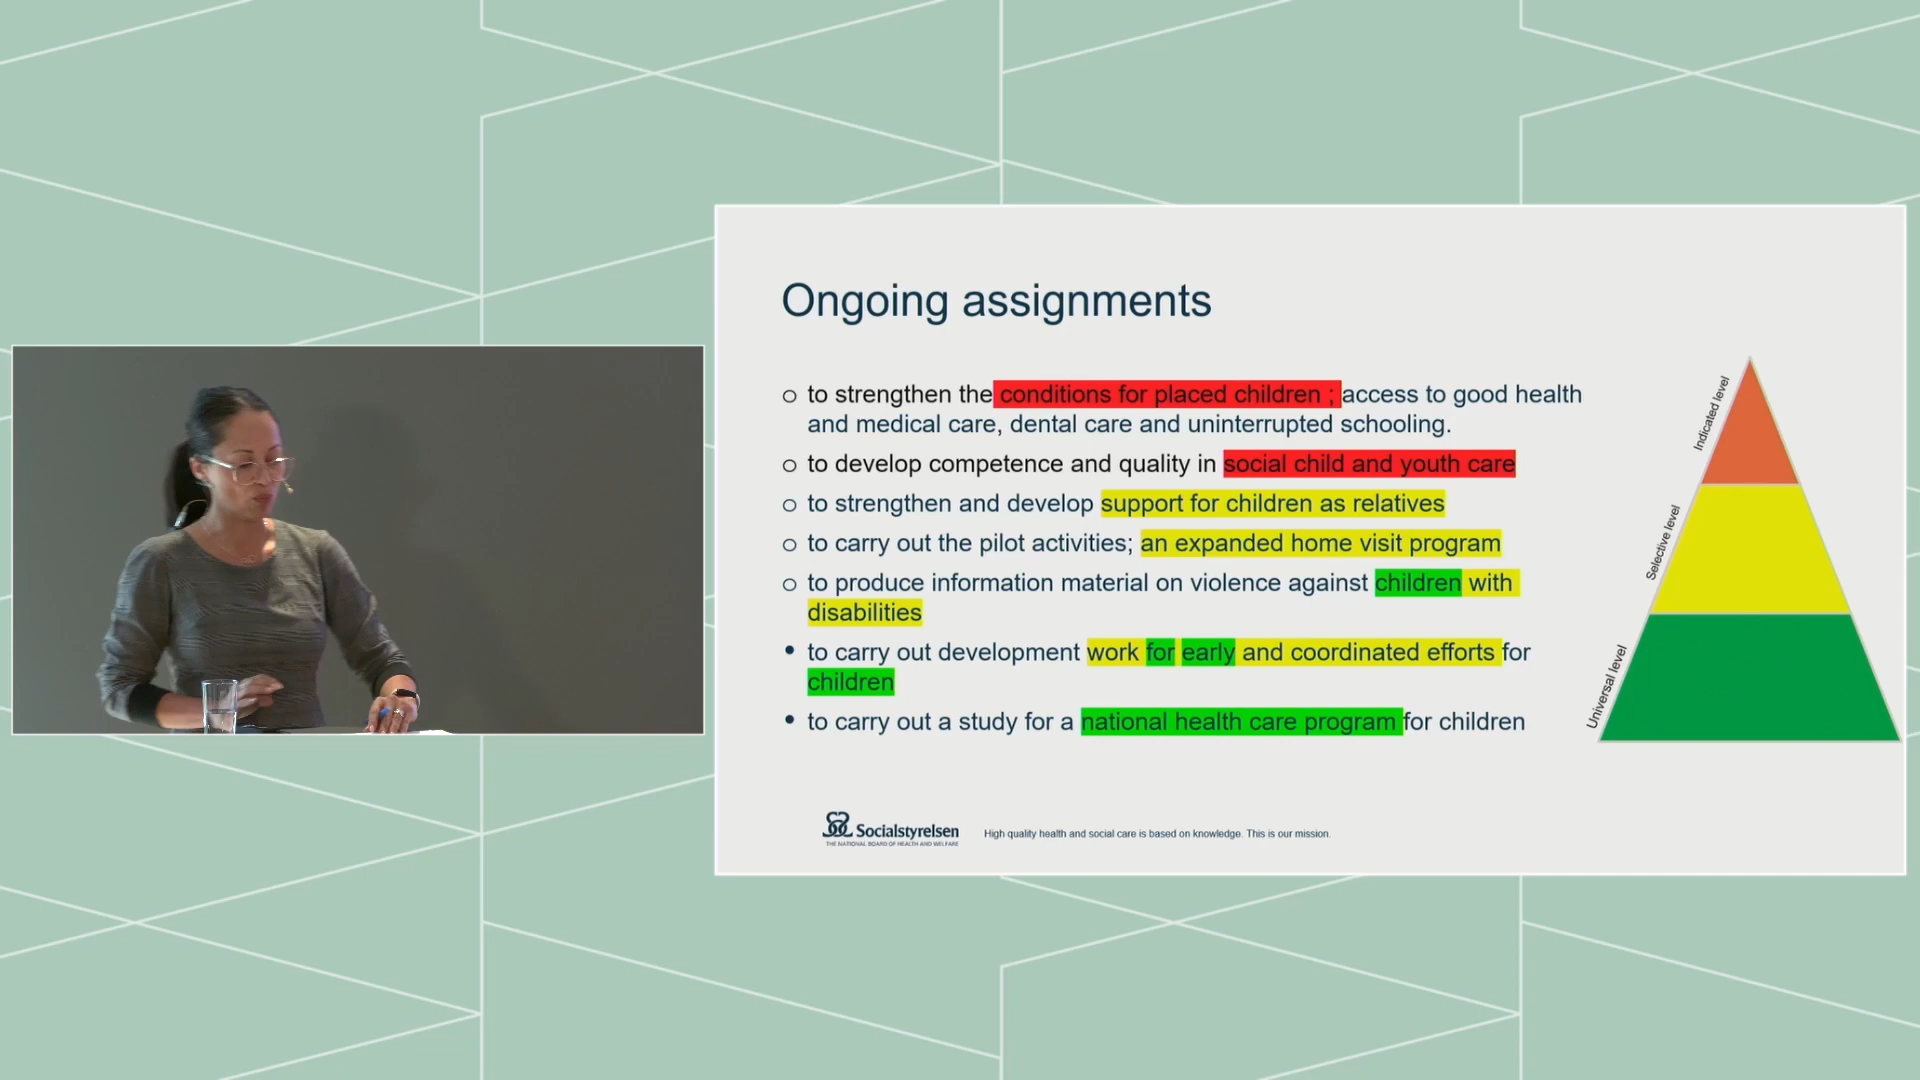 Ongoing assignments
to strengthen the conditions for placed children ; access to good health
and medical care, dental care and uninterrupted schooling.
to develop competence and quality in social child and youth care
to strengthen and develop support for children as relatives
to carry out the pilot activities; an expanded home visit program
to produce information material on violence against children with
disabilities
to carry out development work for early and coordinated efforts for
children
to carry out a study for a national health care program for children
Indicated level
Selective level
Universal level
Socialstyrelsen
THE NATIONAL BOARD OF HEALTH AND WELFARE
High quality health and social care is based on knowledge. This is our mission.